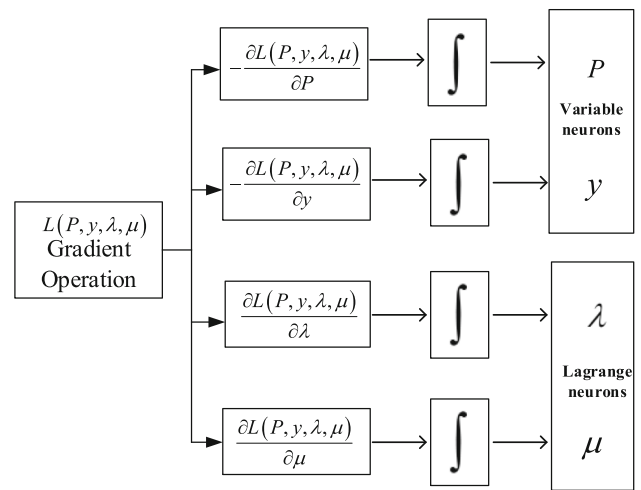 L(P, y, λ, μ)
Gradient
Operation
−∂L(P, y, λ, μ)/∂P
∫
P
Variable
neurons
−∂L(P, y, λ, μ)/∂y
∫
y
∂L(P, y, λ, μ)/∂λ
∫
λ
Lagrange
neurons
∂L(P, y, λ, μ)/∂μ
∫
μ